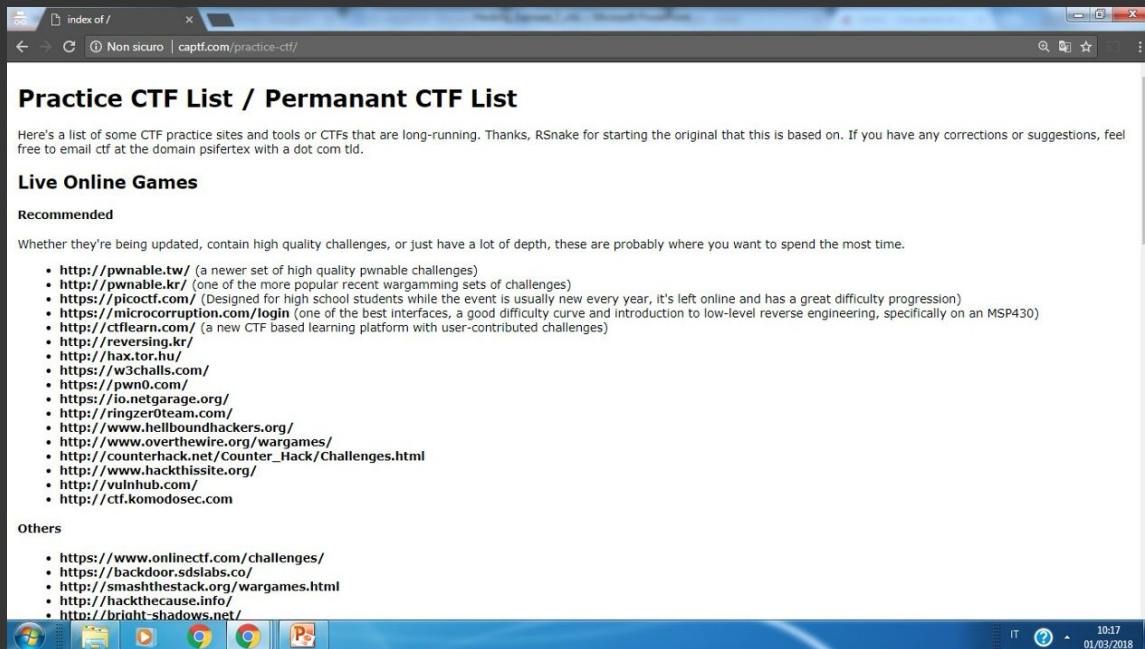 index of /
Non sicuro | captf.com/practice-ctf/
Practice CTF List / Permanant CTF List
Here's a list of some CTF practice sites and tools or CTFs that are long-running. Thanks, RSnake for starting the original that this is based on. If you have any corrections or suggestions, feel
free to email ctf at the domain psifertex with a dot com tld.
Live Online Games
Recommended
Whether they're being updated, contain high quality challenges, or just have a lot of depth, these are probably where you want to spend the most time.
• http://pwnable.tw/ (a newer set of high quality pwnable challenges)
• http://pwnable.kr/ (one of the more popular recent wargamming sets of challenges)
• https://picoctf.com/ (Designed for high school students while the event is usually new every year, it's left online and has a great difficulty progression)
• https://microcorruption.com/login (one of the best interfaces, a good difficulty curve and introduction to low-level reverse engineering, specifically on an MSP430)
• http://ctflearn.com/ (a new CTF based learning platform with user-contributed challenges)
• http://reversing.kr/
• http://hax.tor.hu/
• https://w3challs.com/
• https://pwn0.com/
• https://io.netgarage.org/
• http://ringzer0team.com/
• http://www.hellboundhackers.org/
• http://www.overthewire.org/wargames/
• http://counterhack.net/Counter_Hack/Challenges.html
• http://www.hackthissite.org/
• http://vulnhub.com/
• http://ctf.komodosec.com
Others
• https://www.onlinectf.com/challenges/
• https://backdoor.sdslabs.co/
• http://smashthestack.org/wargames.html
• http://hackthecause.info/
• http://bright-shadows.net/
IT
10:17
01/03/2018